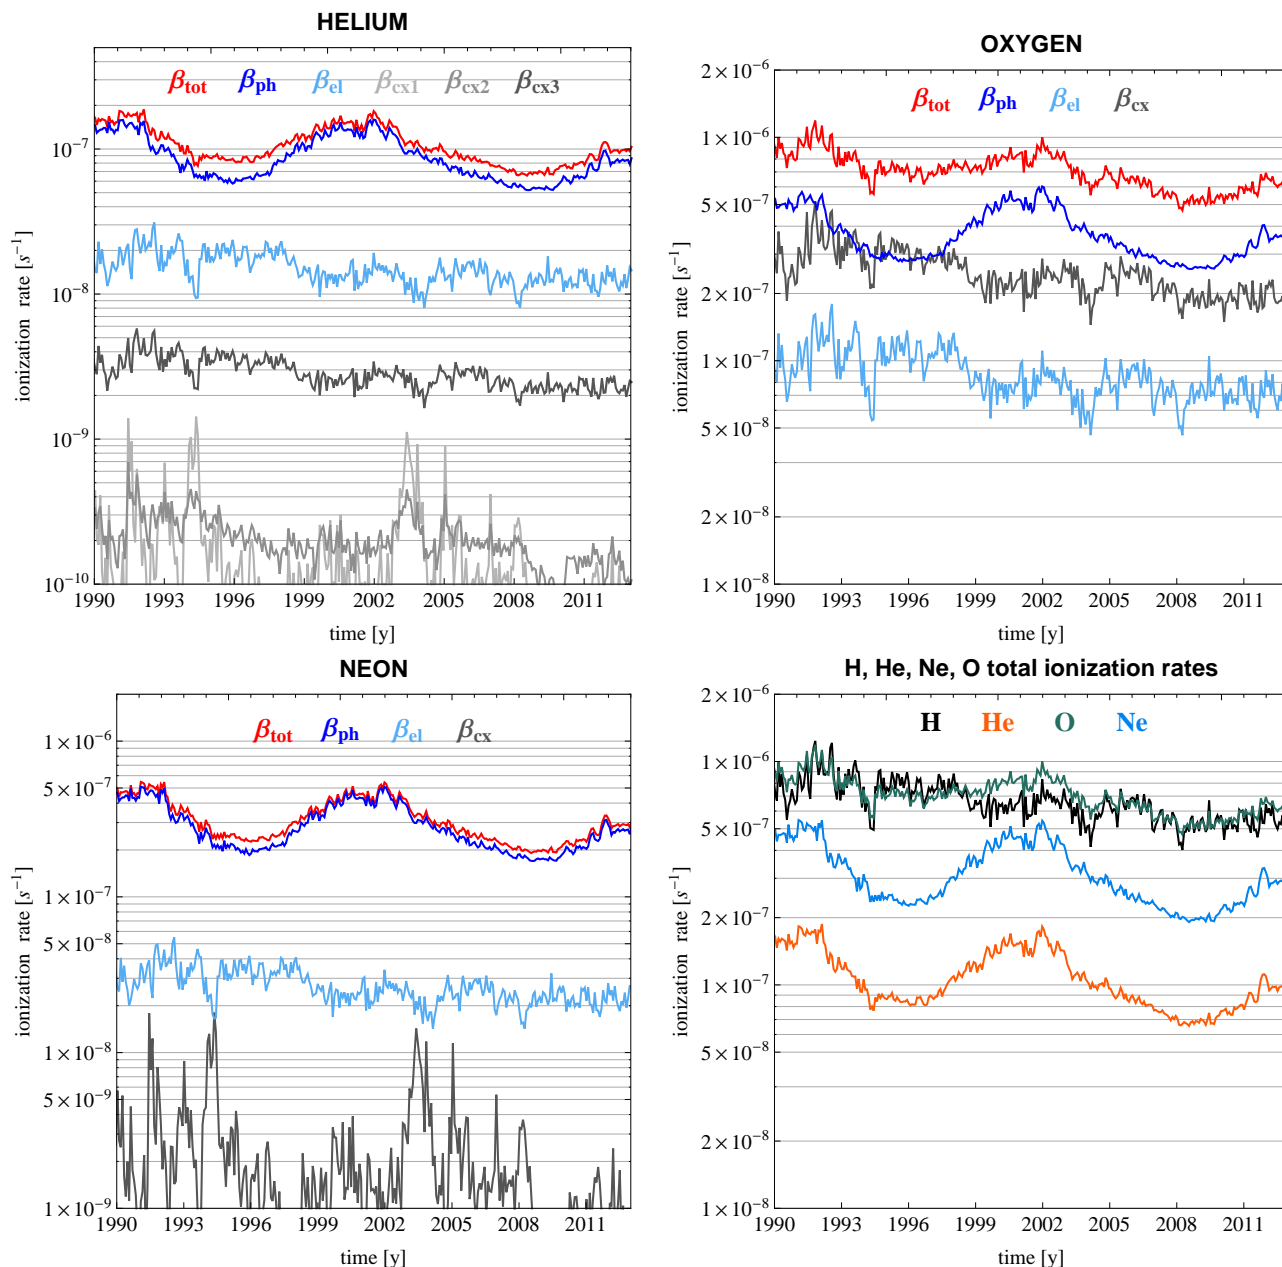 HELIUM
β_tot β_ph β_el β_cx1 β_cx2 β_cx3
ionization rate [s⁻¹]
10⁻⁷
10⁻⁸
10⁻⁹
10⁻¹⁰
1990 1993 1996 1999 2002 2005 2008 2011
time [y]
OXYGEN
β_tot β_ph β_el β_cx
ionization rate [s⁻¹]
2×10⁻⁶
1×10⁻⁶
5×10⁻⁷
2×10⁻⁷
1×10⁻⁷
5×10⁻⁸
2×10⁻⁸
1×10⁻⁸
1990 1993 1996 1999 2002 2005 2008 2011
time [y]
NEON
β_tot β_ph β_el β_cx
ionization rate [s⁻¹]
1×10⁻⁶
5×10⁻⁷
1×10⁻⁷
5×10⁻⁸
1×10⁻⁸
5×10⁻⁹
1×10⁻⁹
1990 1993 1996 1999 2002 2005 2008 2011
time [y]
H, He, Ne, O total ionization rates
H He O Ne
ionization rate [s⁻¹]
2×10⁻⁶
1×10⁻⁶
5×10⁻⁷
2×10⁻⁷
1×10⁻⁷
5×10⁻⁸
2×10⁻⁸
1×10⁻⁸
1990 1993 1996 1999 2002 2005 2008 2011
time [y]